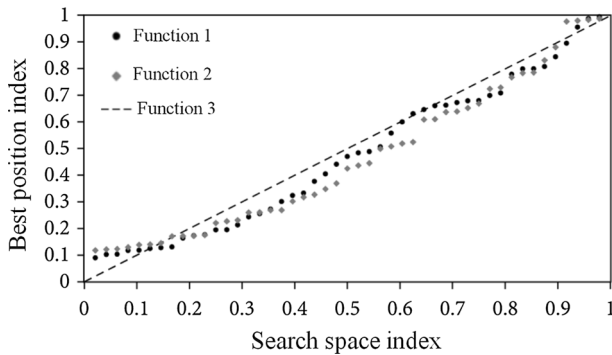 1
0.9
0.8
0.7
0.6
0.5
0.4
0.3
0.2
0.1
0
Best position index
Function 1
Function 2
Function 3
0 0.1 0.2 0.3 0.4 0.5 0.6 0.7 0.8 0.9 1
Search space index